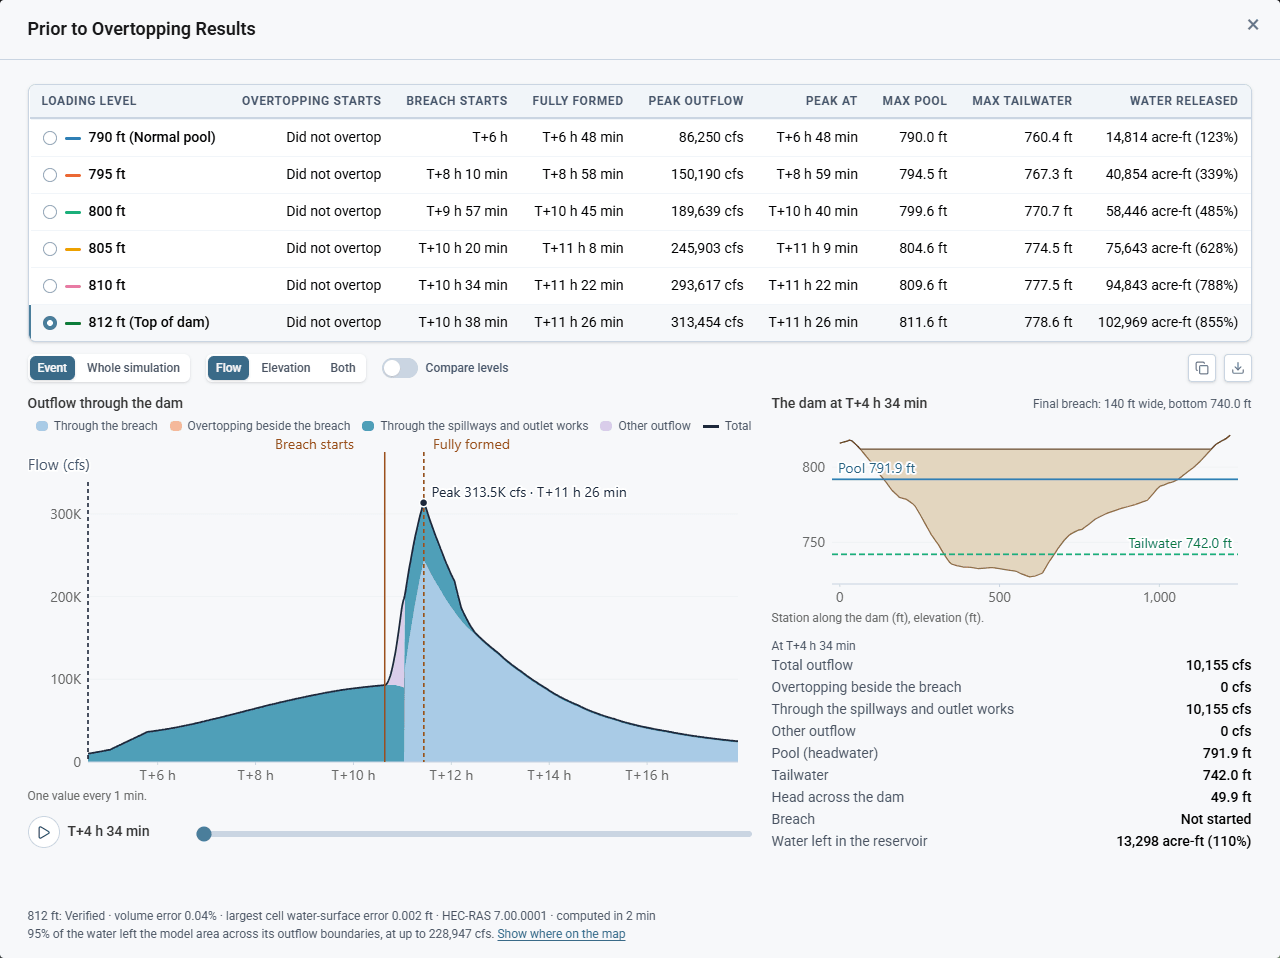 Prior to Overtopping Results
LOADING LEVEL OVERTOPPING STARTS BREACH STARTS FULLY FORMED PEAK OUTFLOW PEAK AT MAX POOL MAX TAILWATER WATER RELEASED
790 ft (Normal pool) Did not overtop T+6 h T+6 h 48 min 86,250 cfs T+6 h 48 min 790.0 ft 760.4 ft 14,814 acre-ft (123%)
795 ft Did not overtop T+8 h 10 min T+8 h 58 min 150,190 cfs T+8 h 59 min 794.5 ft 767.3 ft 40,854 acre-ft (339%)
800 ft Did not overtop T+9 h 57 min T+10 h 45 min 189,639 cfs T+10 h 40 min 799.6 ft 770.7 ft 58,446 acre-ft (485%)
805 ft Did not overtop T+10 h 20 min T+11 h 8 min 245,903 cfs T+11 h 9 min 804.6 ft 774.5 ft 75,643 acre-ft (628%)
810 ft Did not overtop T+10 h 34 min T+11 h 22 min 293,617 cfs T+11 h 22 min 809.6 ft 777.5 ft 94,843 acre-ft (788%)
812 ft (Top of dam) Did not overtop T+10 h 38 min T+11 h 26 min 313,454 cfs T+11 h 26 min 811.6 ft 778.6 ft 102,969 acre-ft (855%)
Event Whole simulation Flow Elevation Both Compare levels
Outflow through the dam
Through the breach Overtopping beside the breach Through the spillways and outlet works Other outflow Total
Breach starts Fully formed
Flow (cfs)
Peak 313.5K cfs · T+11 h 26 min
300K
200K
100K
0
T+6 h T+8 h T+10 h T+12 h T+14 h T+16 h
One value every 1 min.
T+4 h 34 min
The dam at T+4 h 34 min Final breach: 140 ft wide, bottom 740.0 ft
800 Pool 791.9 ft
750 Tailwater 742.0 ft
0 500 1,000
Station along the dam (ft), elevation (ft).
At T+4 h 34 min
Total outflow 10,155 cfs
Overtopping beside the breach 0 cfs
Through the spillways and outlet works 10,155 cfs
Other outflow 0 cfs
Pool (headwater) 791.9 ft
Tailwater 742.0 ft
Head across the dam 49.9 ft
Breach Not started
Water left in the reservoir 13,298 acre-ft (110%)
812 ft: Verified · volume error 0.04% · largest cell water-surface error 0.002 ft · HEC-RAS 7.00.0001 · computed in 2 min
95% of the water left the model area across its outflow boundaries, at up to 228,947 cfs. Show where on the map